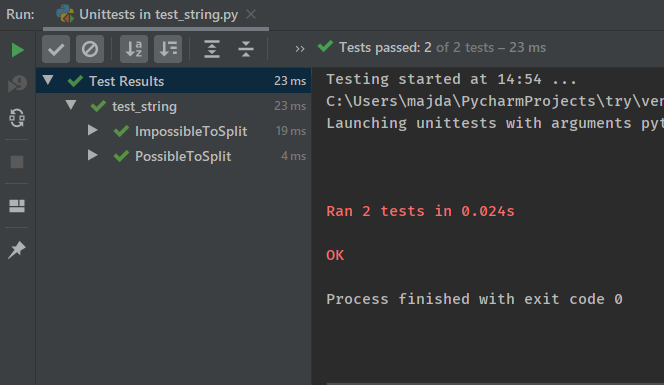 Run: Unittests in test_string.py
» Tests passed: 2 of 2 tests – 23 ms
Test Results 23 ms
test_string 23 ms
ImpossibleToSplit 19 ms
PossibleToSplit 4 ms
Testing started at 14:54 ...
C:\Users\majda\PycharmProjects\try\ven
Launching unittests with arguments pyt
Ran 2 tests in 0.024s
OK
Process finished with exit code 0